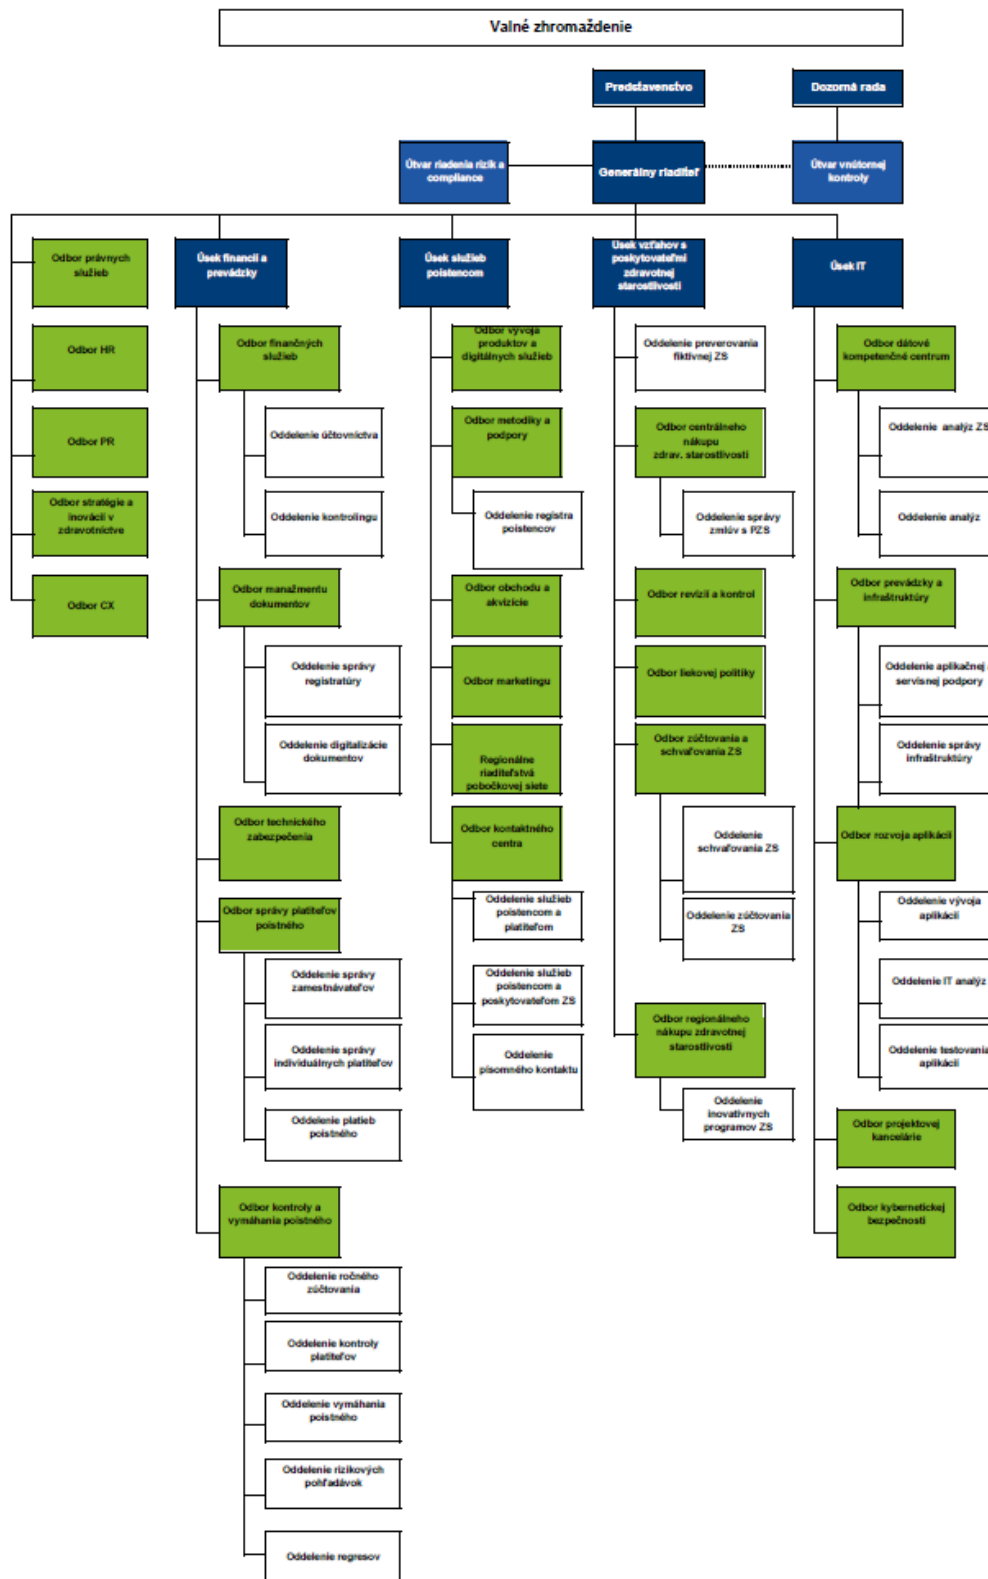 Valné zhromaždenie
Predstavenstvo
Dozorná rada
Útvar riadenia rizík a
compliance
Generálny riaditeľ
Útvar vnútornej
kontroly
Odbor právnych
služieb
Odbor HR
Odbor PR
Odbor stratégie a
inovácií v
zdravotníctve
Odbor CX
Úsek financií a
prevádzky
Odbor finančných
služieb
Oddelenie účtovníctva
Oddelenie kontrolingu
Odbor manažmentu
dokumentov
Oddelenie správy
registratúry
Oddelenie digitalizácie
dokumentov
Odbor technického
zabezpečenia
Odbor správy platiteľov
poistného
Oddelenie správy
zamestnávateľov
Oddelenie správy
individuálnych platiteľov
Oddelenie platieb
poistného
Odbor kontroly a
vymáhania poistného
Oddelenie ročného
zúčtovania
Oddelenie kontroly
platiteľov
Oddelenie vymáhania
poistného
Oddelenie rizikových
pohľadávok
Oddelenie regresov
Úsek služieb
poistencom
Odbor vývoja
produktov a
digitálnych služieb
Odbor metodiky a
podpory
Oddelenie registra
poistencov
Odbor obchodu a
akvizície
Odbor marketingu
Regionálne
riaditeľstvá
pobočkovej siete
Odbor kontaktného
centra
Oddelenie služieb
poistencom a
platiteľom
Oddelenie služieb
poistencom a
poskytovateľom ZS
Oddelenie
písomného kontaktu
Úsek vzťahov s
poskytovateľmi
zdravotnej
starostlivosti
Oddelenie preverovania
fiktívnej ZS
Odbor centrálneho
nákupu
zdrav. starostlivosti
Oddelenie správy
zmlúv s PZS
Odbor revízií a kontrol
Odbor liekovej politiky
Odbor zúčtovania a
schvaľovania ZS
Oddelenie
schvaľovania ZS
Oddelenie zúčtovania
ZS
Odbor regionálneho
nákupu zdravotnej
starostlivosti
Oddelenie
inovatívnych
programov ZS
Úsek IT
Odbor dátové
kompetenčné centrum
Oddelenie analýz ZS
Oddelenie analýz
Odbor prevádzky a
infraštruktúry
Oddelenie aplikačnej a
servisnej podpory
Oddelenie správy
infraštruktúry
Odbor rozvoja aplikácií
Oddelenie vývoja
aplikácií
Oddelenie IT analýz
Oddelenie testovania
aplikácií
Odbor projektovej
kancelárie
Odbor kybernetickej
bezpečnosti